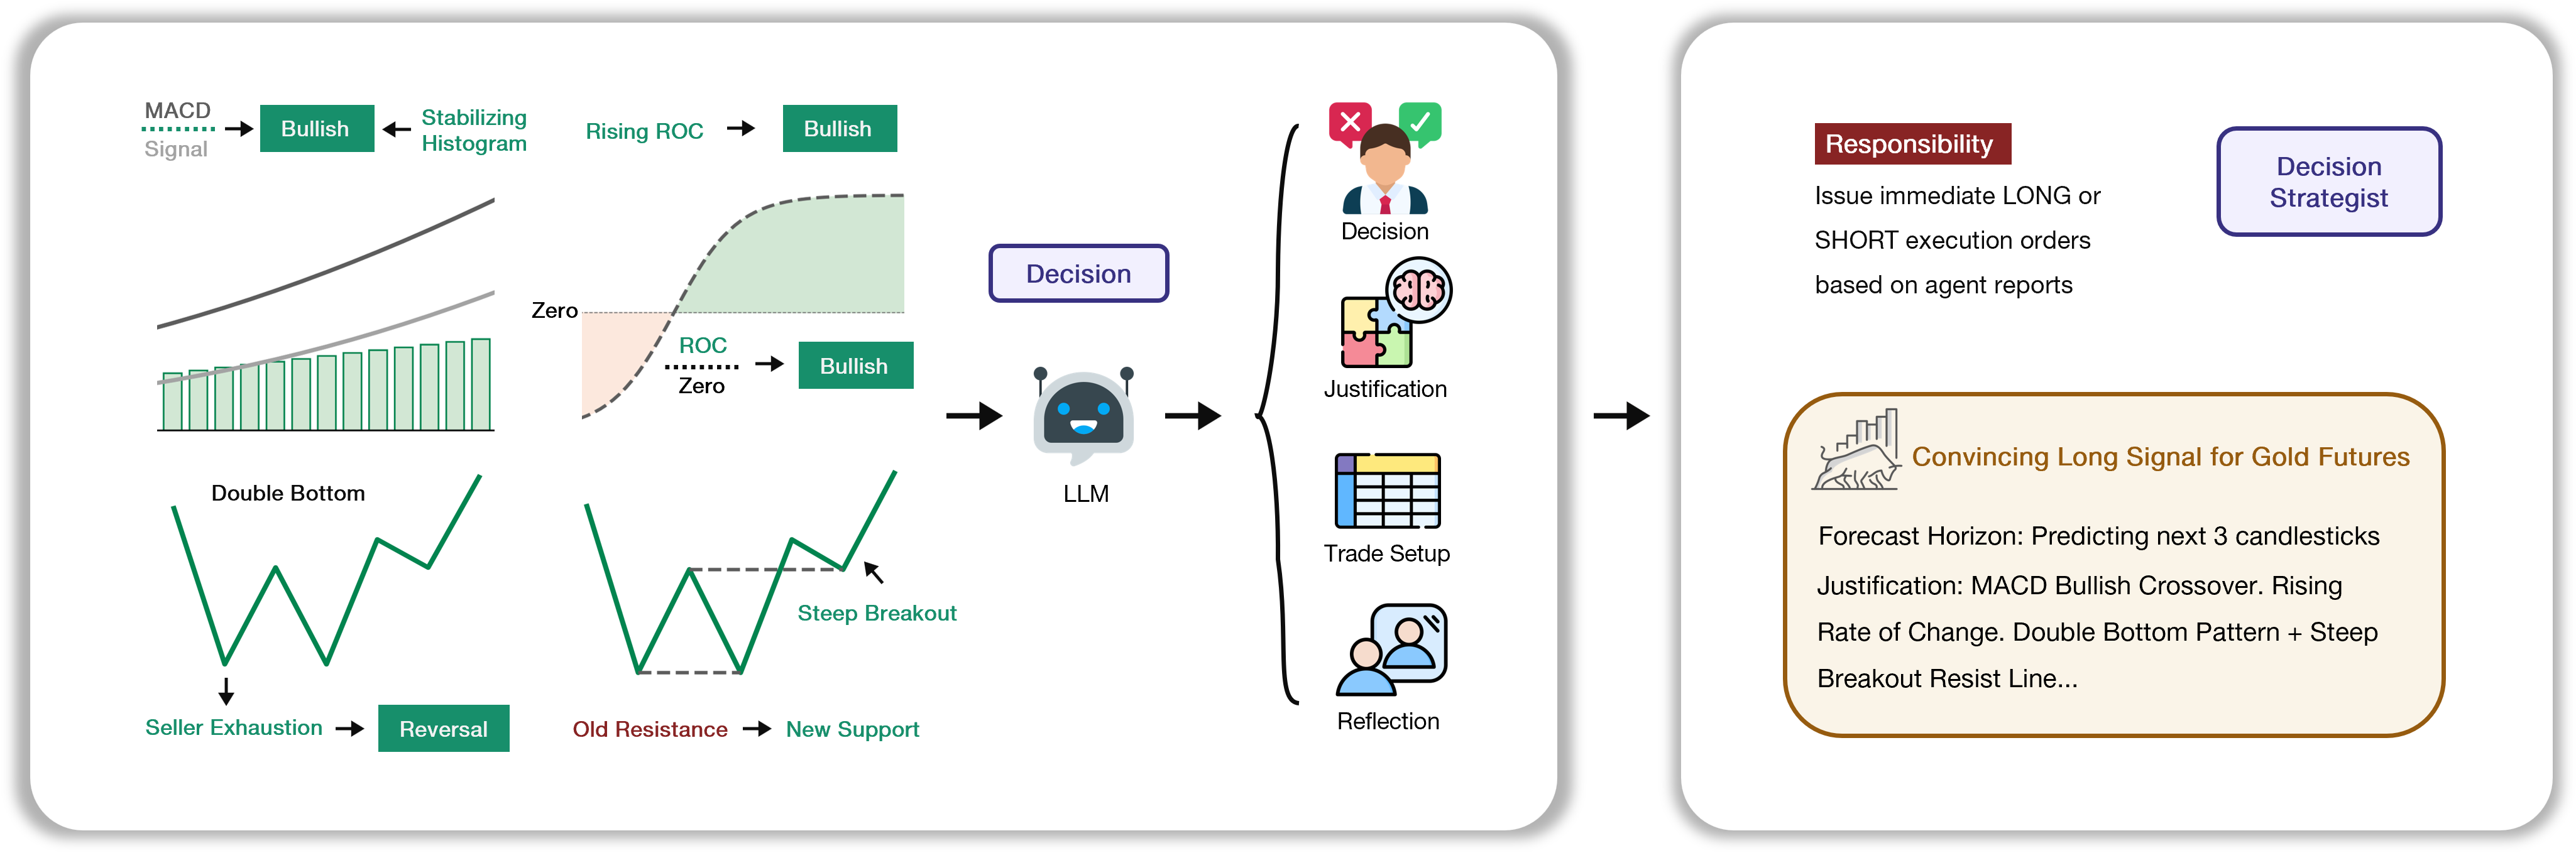 MACD
Signal
Bullish
Stabilizing
Histogram
Rising ROC
Bullish
Zero
ROC
Zero
Bullish
Double Bottom
Seller Exhaustion
Reversal
Steep Breakout
Old Resistance
New Support
Decision
LLM
Decision
Justification
Trade Setup
Reflection
Responsibility
Issue immediate LONG or
SHORT execution orders
based on agent reports
Decision
Strategist
Convincing Long Signal for Gold Futures
Forecast Horizon: Predicting next 3 candlesticks
Justification: MACD Bullish Crossover. Rising
Rate of Change. Double Bottom Pattern + Steep
Breakout Resist Line...